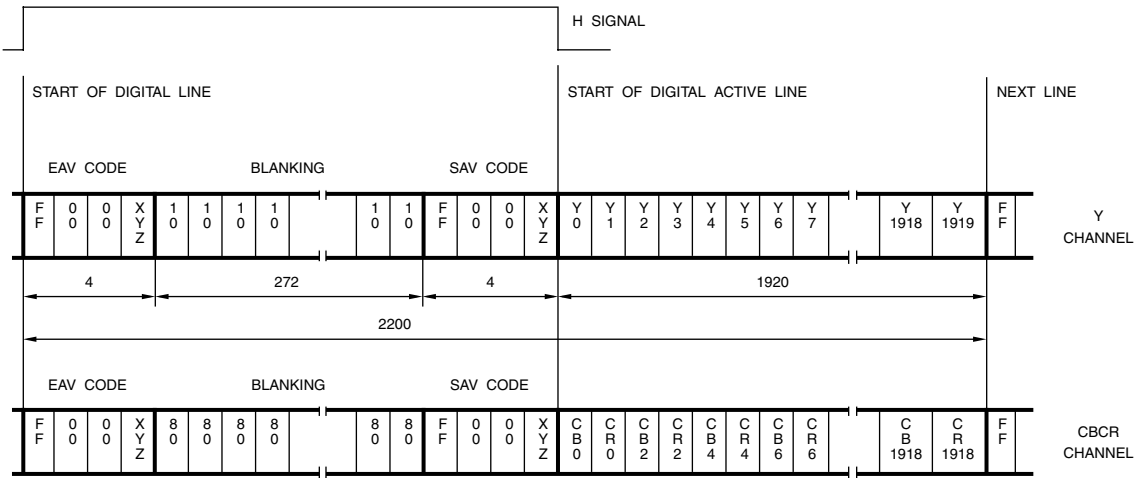 H SIGNAL
START OF DIGITAL LINE
START OF DIGITAL ACTIVE LINE
NEXT LINE
EAV CODE
BLANKING
SAV CODE
FF 00 00 XYZ 10 10 10 10 10 10 FF 00 00 XYZ Y0 Y1 Y2 Y3 Y4 Y5 Y6 Y7 Y1918 Y1919 FF
Y CHANNEL
4
272
4
1920
2200
EAV CODE
BLANKING
SAV CODE
FF 00 00 XYZ 80 80 80 80 80 80 FF 00 00 XYZ CB0 CR0 CB2 CR2 CB4 CR4 CB6 CR6 CB1918 CR1918 FF
CBCR CHANNEL